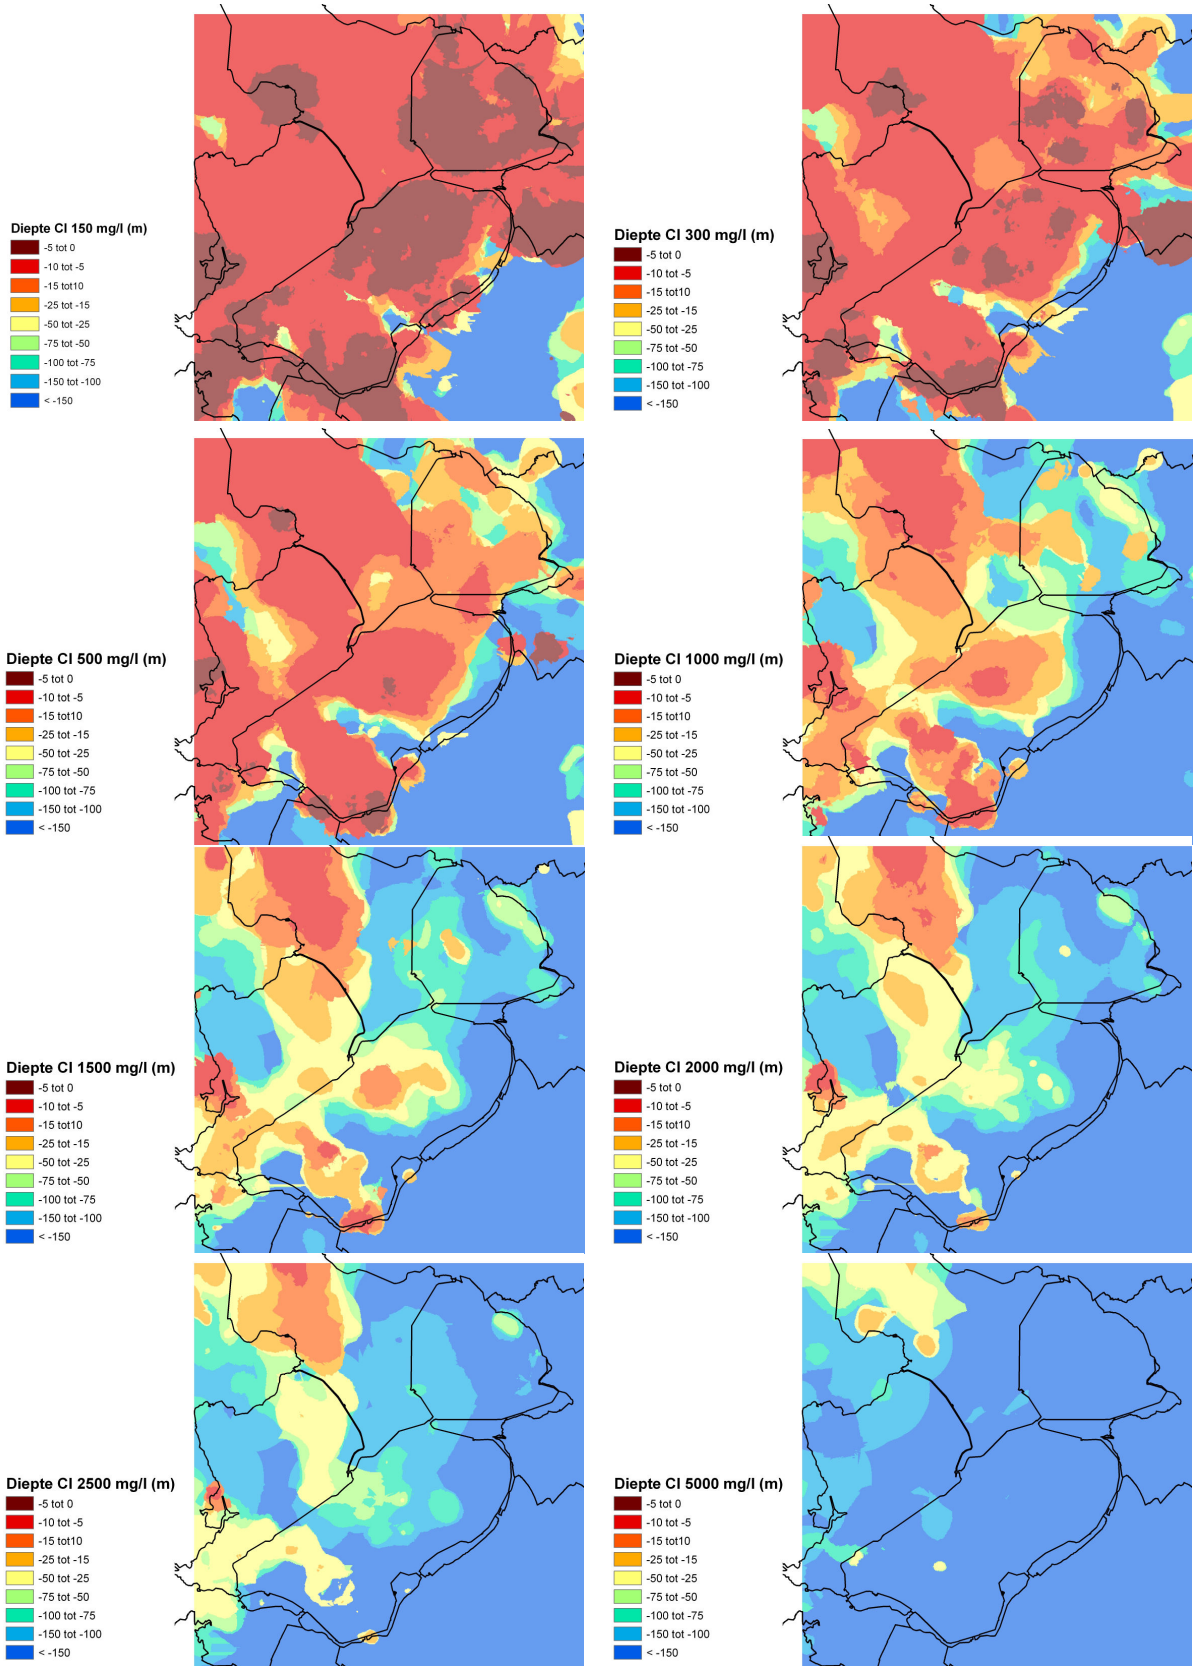 Diepte Cl 150 mg/l (m)
-5 tot 0
-10 tot -5
-15 tot10
-25 tot -15
-50 tot -25
-75 tot -50
-100 tot -75
-150 tot -100
< -150
Diepte Cl 300 mg/l (m)
-5 tot 0
-10 tot -5
-15 tot10
-25 tot -15
-50 tot -25
-75 tot -50
-100 tot -75
-150 tot -100
< -150
Diepte Cl 500 mg/l (m)
-5 tot 0
-10 tot -5
-15 tot10
-25 tot -15
-50 tot -25
-75 tot -50
-100 tot -75
-150 tot -100
< -150
Diepte Cl 1000 mg/l (m)
-5 tot 0
-10 tot -5
-15 tot10
-25 tot -15
-50 tot -25
-75 tot -50
-100 tot -75
-150 tot -100
< -150
Diepte Cl 1500 mg/l (m)
-5 tot 0
-10 tot -5
-15 tot10
-25 tot -15
-50 tot -25
-75 tot -50
-100 tot -75
-150 tot -100
< -150
Diepte Cl 2000 mg/l (m)
-5 tot 0
-10 tot -5
-15 tot10
-25 tot -15
-50 tot -25
-75 tot -50
-100 tot -75
-150 tot -100
< -150
Diepte Cl 2500 mg/l (m)
-5 tot 0
-10 tot -5
-15 tot10
-25 tot -15
-50 tot -25
-75 tot -50
-100 tot -75
-150 tot -100
< -150
Diepte Cl 5000 mg/l (m)
-5 tot 0
-10 tot -5
-15 tot10
-25 tot -15
-50 tot -25
-75 tot -50
-100 tot -75
-150 tot -100
< -150